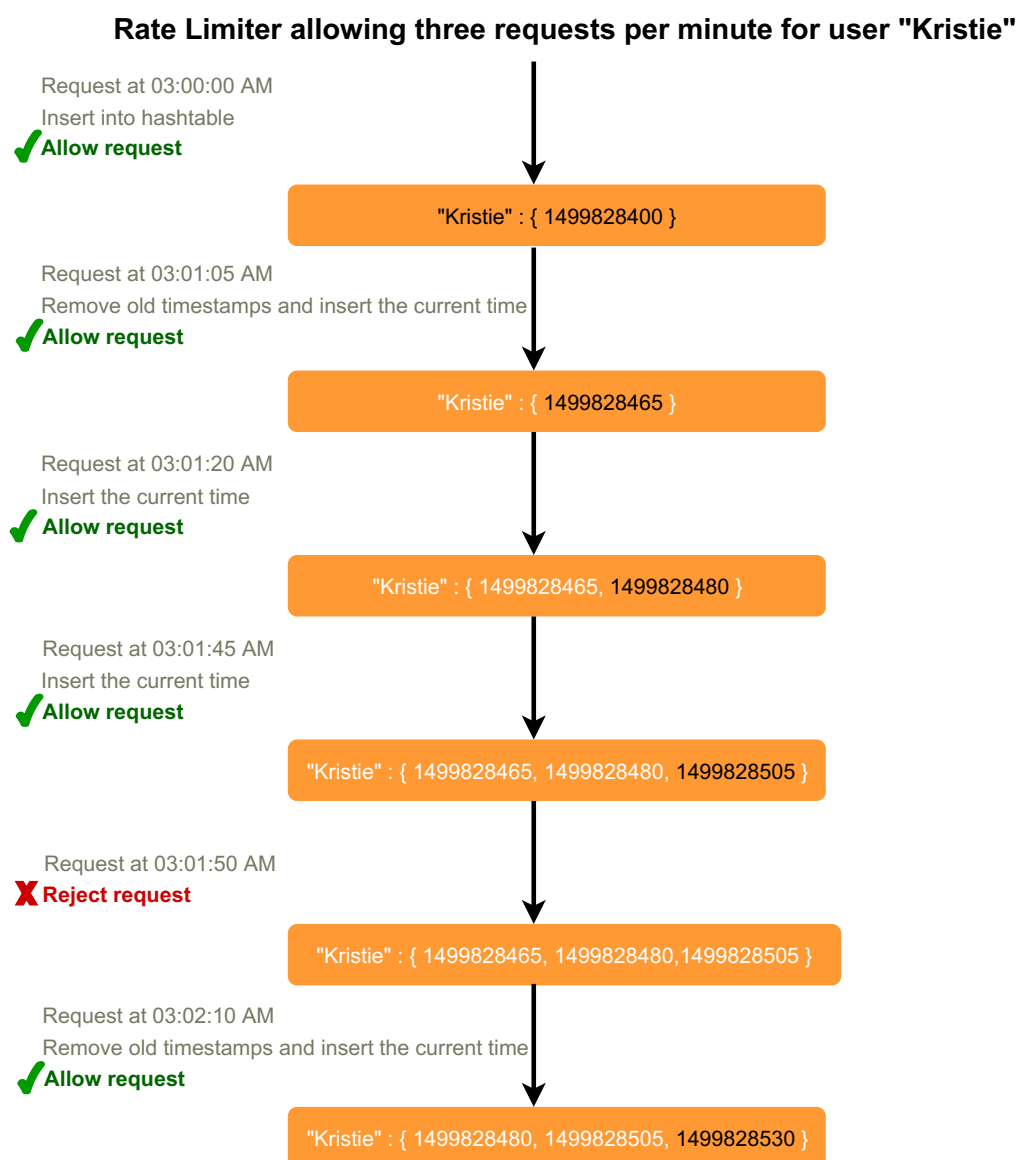 Rate Limiter allowing three requests per minute for user "Kristie"
Request at 03:00:00 AM
Insert into hashtable
Allow request
"Kristie" : { 1499828400 }
Request at 03:01:05 AM
Remove old timestamps and insert the current time
Allow request
"Kristie" : { 1499828465 }
Request at 03:01:20 AM
Insert the current time
Allow request
"Kristie" : { 1499828465, 1499828480 }
Request at 03:01:45 AM
Insert the current time
Allow request
"Kristie" : { 1499828465, 1499828480, 1499828505 }
Request at 03:01:50 AM
Reject request
"Kristie" : { 1499828465, 1499828480,1499828505 }
Request at 03:02:10 AM
Remove old timestamps and insert the current time
Allow request
"Kristie" : { 1499828480, 1499828505, 1499828530 }